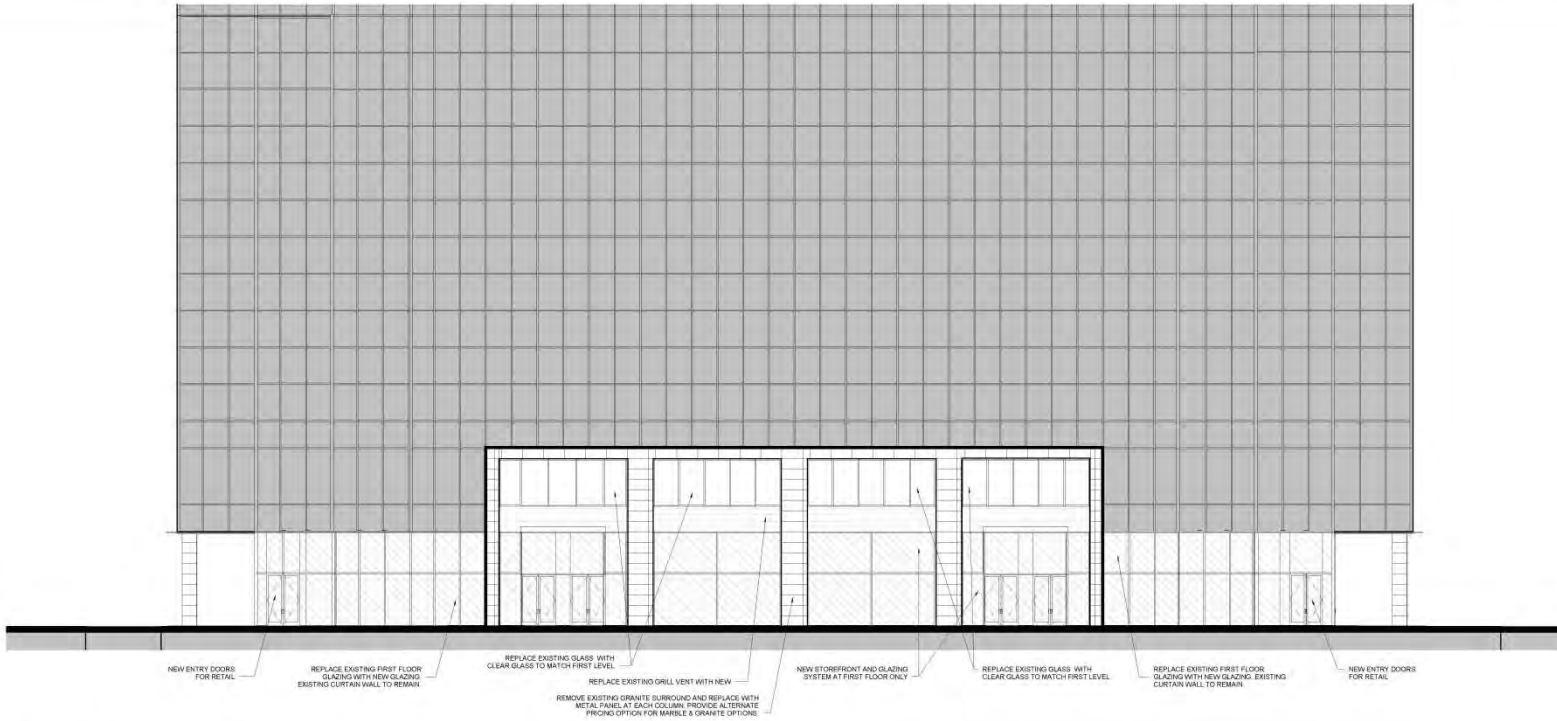 NEW ENTRY DOORS
FOR RETAIL
REPLACE EXISTING FIRST FLOOR
GLAZING WITH NEW GLAZING.
EXISTING CURTAIN WALL TO REMAIN
REPLACE EXISTING GLASS WITH
CLEAR GLASS TO MATCH FIRST LEVEL
REPLACE EXISTING GRILL VENT WITH NEW
REMOVE EXISTING GRANITE SURROUND AND REPLACE WITH
METAL PANEL AT EACH COLUMN. PROVIDE ALTERNATE
PRICING OPTION FOR MARBLE & GRANITE OPTIONS.
NEW STOREFRONT AND GLAZING
SYSTEM AT FIRST FLOOR ONLY
REPLACE EXISTING GLASS WITH
CLEAR GLASS TO MATCH FIRST LEVEL
REPLACE EXISTING FIRST FLOOR
GLAZING WITH NEW GLAZING. EXISTING
CURTAIN WALL TO REMAIN
NEW ENTRY DOORS
FOR RETAIL